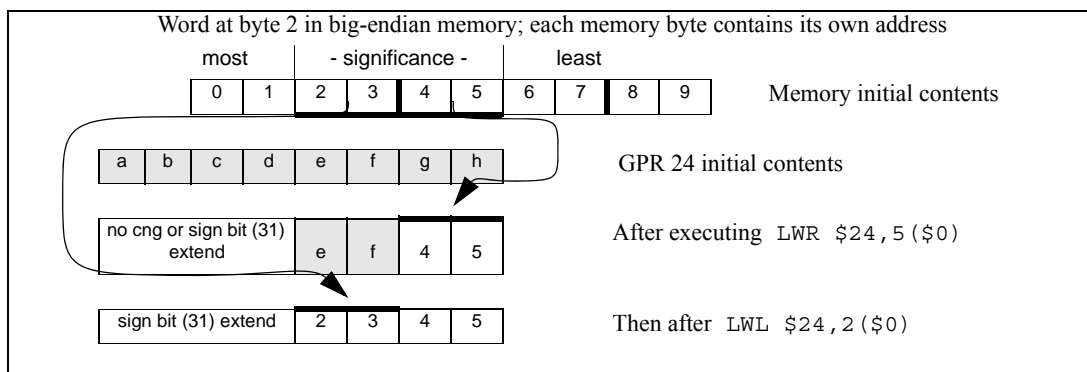 Word at byte 2 in big-endian memory; each memory byte contains its own address
most - significance - least
0 1 2 3 4 5 6 7 8 9 Memory initial contents
a b c d e f g h GPR 24 initial contents
no cng or sign bit (31)
extend e f 4 5 After executing LWR $24,5($0)
sign bit (31) extend 2 3 4 5 Then after LWL $24,2($0)